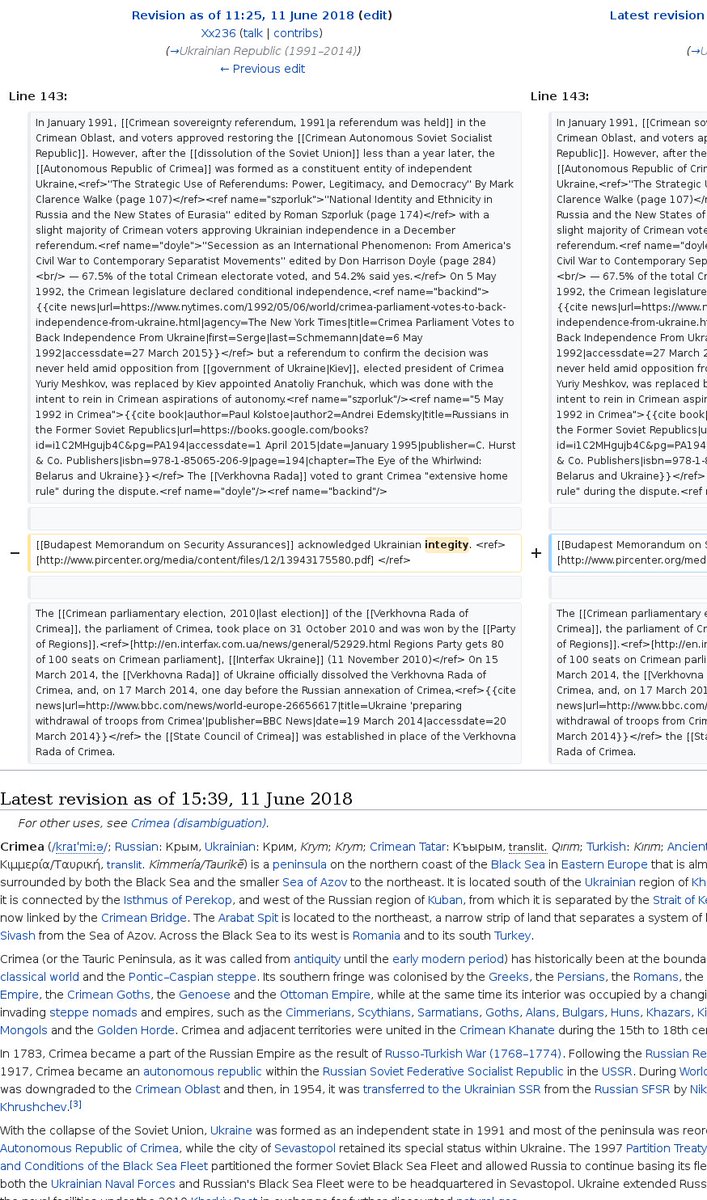 Revision as of 11:25, 11 June 2018 (edit)
Xx236 (talk | contribs)
(→Ukrainian Republic (1991–2014))
← Previous edit
Line 143:
In January 1991, [[Crimean sovereignty referendum, 1991|a referendum was held]] in the
Crimean Oblast, and voters approved restoring the [[Crimean Autonomous Soviet Socialist
Republic]]. However, after the [[dissolution of the Soviet Union]] less than a year later, the
[[Autonomous Republic of Crimea]] was formed as a constituent entity of independent
Ukraine,<ref>"The Strategic Use of Referendums: Power, Legitimacy, and Democracy" By Mark
Clarence Walke (page 107)</ref><ref name="szporluk">"National Identity and Ethnicity in
Russia and the New States of Eurasia" edited by Roman Szporluk (page 174)</ref> with a
slight majority of Crimean voters approving Ukrainian independence in a December
referendum.<ref name="doyle">"Secession as an International Phenomenon: From America's
Civil War to Contemporary Separatist Movements" edited by Don Harrison Doyle (page 284)
<br/> — 67.5% of the total Crimean electorate voted, and 54.2% said yes.</ref> On 5 May
1992, the Crimean legislature declared conditional independence,<ref name="backind">
{{cite news|url=https://www.nytimes.com/1992/05/06/world/crimea-parliament-votes-to-back-
independence-from-ukraine.html|agency=The New York Times|title=Crimea Parliament Votes to
Back Independence From Ukraine|first=Serge|last=Schmemann|date=6 May
1992|accessdate=27 March 2015}}</ref> but a referendum to confirm the decision was
never held amid opposition from [[government of Ukraine|Kiev]], elected president of Crimea
Yuriy Meshkov, was replaced by Kiev appointed Anatoliy Franchuk, which was done with the
intent to rein in Crimean aspirations of autonomy.<ref name="szporluk"/><ref name="5 May
1992 in Crimea">{{cite book|author=Paul Kolstoe|author2=Andrei Edemsky|title=Russians in
the Former Soviet Republics|url=https://books.google.com/books?
id=i1C2MHgujb4C&pg=PA194|accessdate=1 April 2015|date=January 1995|publisher=C. Hurst
& Co. Publishers|isbn=978-1-85065-206-9|page=194|chapter=The Eye of the Whirlwind:
Belarus and Ukraine}}</ref> The [[Verkhovna Rada]] voted to grant Crimea "extensive home
rule" during the dispute.<ref name="doyle"/><ref name="backind"/>
− [[Budapest Memorandum on Security Assurances]] acknowledged Ukrainian integity. <ref>
[http://www.pircenter.org/media/content/files/12/13943175580.pdf] </ref>
The [[Crimean parliamentary election, 2010|last election]] of the [[Verkhovna Rada of
Crimea]], the parliament of Crimea, took place on 31 October 2010 and was won by the [[Party
of Regions]].<ref>[http://en.interfax.com.ua/news/general/52929.html Regions Party gets 80
of 100 seats on Crimean parliament], [[Interfax Ukraine]] (11 November 2010)</ref> On 15
March 2014, the [[Verkhovna Rada]] of Ukraine officially dissolved the Verkhovna Rada of
Crimea, and, on 17 March 2014, one day before the Russian annexation of Crimea,<ref>{{cite
news|url=http://www.bbc.com/news/world-europe-26656617|title=Ukraine 'preparing
withdrawal of troops from Crimea'|publisher=BBC News|date=19 March 2014|accessdate=20
March 2014}}</ref> the [[State Council of Crimea]] was established in place of the Verkhovna
Rada of Crimea.
Latest revision
(→U
Line 143:
In January 1991, [[Crimean sov
Crimean Oblast, and voters app
Republic]]. However, after the [
[[Autonomous Republic of Crim
Ukraine,<ref>"The Strategic U
Clarence Walke (page 107)</r
Russia and the New States of E
slight majority of Crimean vote
referendum.<ref name="doyle
Civil War to Contemporary Sep
<br/> — 67.5% of the total Cr
1992, the Crimean legislature d
{{cite news|url=https://www.n
independence-from-ukraine.htm
Back Independence From Ukra
1992|accessdate=27 March 2
never held amid opposition from
Yuriy Meshkov, was replaced b
intent to rein in Crimean aspira
1992 in Crimea">{{cite book|
the Former Soviet Republics|ur
id=i1C2MHgujb4C&pg=PA194
& Co. Publishers|isbn=978-1-8
Belarus and Ukraine}}</ref> T
rule" during the dispute.<ref n
+ [[Budapest Memorandum on S
[http://www.pircenter.org/med
The [[Crimean parliamentary e
Crimea]], the parliament of Cri
of Regions]].<ref>[http://en.in
of 100 seats on Crimean parli
March 2014, the [[Verkhovna R
Crimea, and, on 17 March 201
news|url=http://www.bbc.com
withdrawal of troops from Crim
March 2014}}</ref> the [[Sta
Rada of Crimea.
Latest revision as of 15:39, 11 June 2018
For other uses, see Crimea (disambiguation).
Crimea (/kraɪˈmiːə/; Russian: Крым, Ukrainian: Крим, Krym; Krym; Crimean Tatar: Къырым, translit. Qırım; Turkish: Kırım; Ancient
Κιμμερία/Ταυρική, translit. Kimmería/Taurikē) is a peninsula on the northern coast of the Black Sea in Eastern Europe that is alm
surrounded by both the Black Sea and the smaller Sea of Azov to the northeast. It is located south of the Ukrainian region of Kh
it is connected by the Isthmus of Perekop, and west of the Russian region of Kuban, from which it is separated by the Strait of Ke
now linked by the Crimean Bridge. The Arabat Spit is located to the northeast, a narrow strip of land that separates a system of l
Sivash from the Sea of Azov. Across the Black Sea to its west is Romania and to its south Turkey.
Crimea (or the Tauric Peninsula, as it was called from antiquity until the early modern period) has historically been at the bounda
classical world and the Pontic–Caspian steppe. Its southern fringe was colonised by the Greeks, the Persians, the Romans, the
Empire, the Crimean Goths, the Genoese and the Ottoman Empire, while at the same time its interior was occupied by a changi
invading steppe nomads and empires, such as the Cimmerians, Scythians, Sarmatians, Goths, Alans, Bulgars, Huns, Khazars, Ki
Mongols and the Golden Horde. Crimea and adjacent territories were united in the Crimean Khanate during the 15th to 18th cen
In 1783, Crimea became a part of the Russian Empire as the result of Russo-Turkish War (1768–1774). Following the Russian Re
1917, Crimea became an autonomous republic within the Russian Soviet Federative Socialist Republic in the USSR. During World
was downgraded to the Crimean Oblast and then, in 1954, it was transferred to the Ukrainian SSR from the Russian SFSR by Nik
Khrushchev.[3]
With the collapse of the Soviet Union, Ukraine was formed as an independent state in 1991 and most of the peninsula was reor
Autonomous Republic of Crimea, while the city of Sevastopol retained its special status within Ukraine. The 1997 Partition Treaty
and Conditions of the Black Sea Fleet partitioned the former Soviet Black Sea Fleet and allowed Russia to continue basing its fle
both the Ukrainian Naval Forces and Russian's Black Sea Fleet were to be headquartered in Sevastopol. Ukraine extended Russ